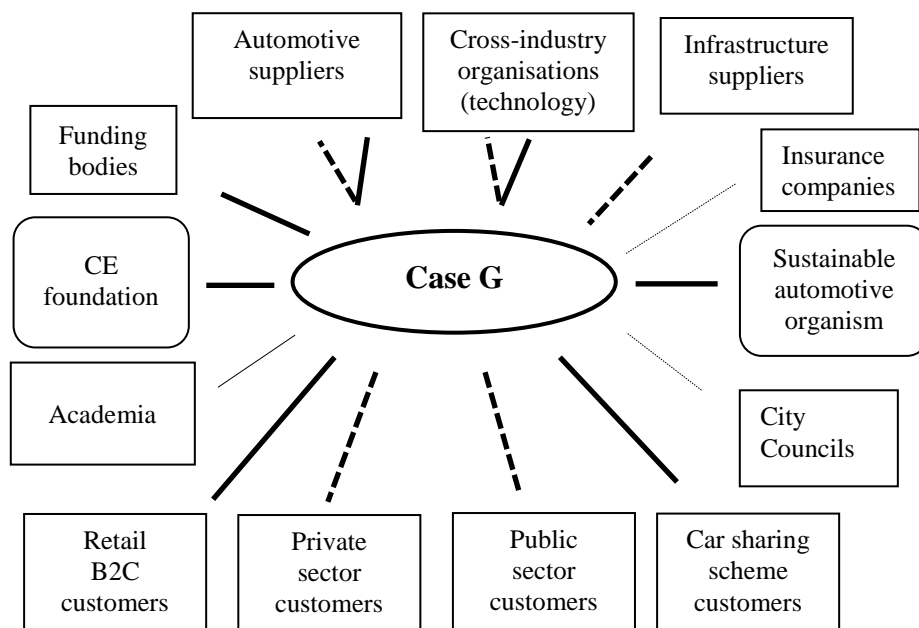 Automotive
suppliers
Cross-industry
organisations
(technology)
Infrastructure
suppliers
Funding
bodies
Insurance
companies
CE
foundation
Case G
Sustainable
automotive
organism
Academia
City
Councils
Retail
B2C
customers
Private
sector
customers
Public
sector
customers
Car sharing
scheme
customers